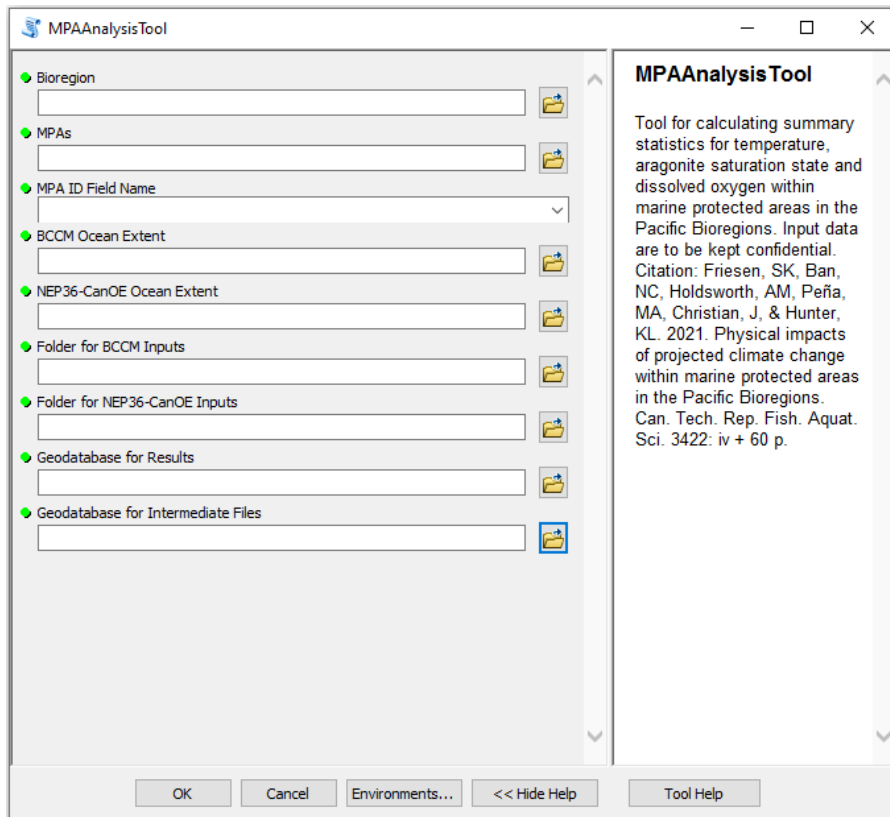 MPAAnalysisTool
Bioregion
MPAs
MPA ID Field Name
BCCM Ocean Extent
NEP36-CanOE Ocean Extent
Folder for BCCM Inputs
Folder for NEP36-CanOE Inputs
Geodatabase for Results
Geodatabase for Intermediate Files
MPAAnalysisTool
Tool for calculating summary
statistics for temperature,
aragonite saturation state and
dissolved oxygen within
marine protected areas in the
Pacific Bioregions. Input data
are to be kept confidential.
Citation: Friesen, SK, Ban,
NC, Holdsworth, AM, Peña,
MA, Christian, J, & Hunter,
KL. 2021. Physical impacts
of projected climate change
within marine protected areas
in the Pacific Bioregions.
Can. Tech. Rep. Fish. Aquat.
Sci. 3422: iv + 60 p.
OK Cancel Environments... << Hide Help Tool Help